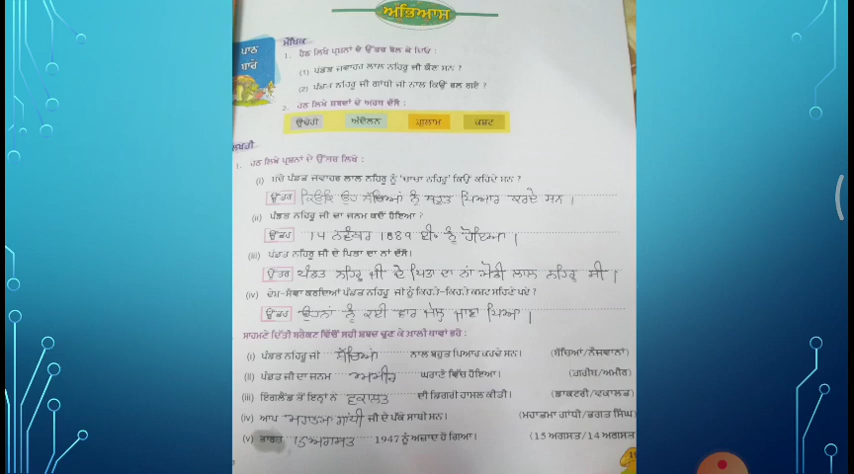 ਅਭਿਆਸ
ਪਾਠ
ਬਾਰੇ
ਮੌਖਿਕ
1. ਹੇਠ ਲਿਖੇ ਪ੍ਰਸ਼ਨਾਂ ਦੇ ਉੱਤਰ ਬੋਲ ਕੇ ਦਿਓ :
(1) ਪੰਡਤ ਜਵਾਹਰ ਲਾਲ ਨਹਿਰੂ ਜੀ ਕੌਣ ਸਨ ?
(2) ਪੰਡਤ ਨਹਿਰੂ ਜੀ ਗਾਂਧੀ ਜੀ ਨਾਲ ਕਿਉਂ ਰਲ ਗਏ ?
2. ਹੇਠ ਲਿਖੇ ਸ਼ਬਦਾਂ ਦੇ ਅਰਥ ਦੱਸੋ :
ਉਚੇਰੀ ਅੰਦੋਲਨ ਗੁਲਾਮ ਕਸ਼ਟ
ਲਿਖਤੀ
1. ਹੇਠ ਲਿਖੇ ਪ੍ਰਸ਼ਨਾਂ ਦੇ ਉੱਤਰ ਲਿਖੋ :
(i) ਬੱਚੇ ਪੰਡਤ ਜਵਾਹਰ ਲਾਲ ਨਹਿਰੂ ਨੂੰ 'ਚਾਚਾ ਨਹਿਰੂ' ਕਿਉਂ ਕਹਿੰਦੇ ਸਨ ?
ਉੱਤਰ ਕਿਉਂਕਿ ਉਹ ਬੱਚਿਆਂ ਨੂੰ ਬਹੁਤ ਪਿਆਰ ਕਰਦੇ ਸਨ ।
(ii) ਪੰਡਤ ਨਹਿਰੂ ਜੀ ਦਾ ਜਨਮ ਕਦੋਂ ਹੋਇਆ ?
ਉੱਤਰ 14 ਨਵੰਬਰ 1889 ਈ: ਨੂੰ ਹੋਇਆ ।
(iii) ਪੰਡਤ ਨਹਿਰੂ ਜੀ ਦੇ ਪਿਤਾ ਦਾ ਨਾਂ ਦੱਸੋ।
ਉੱਤਰ ਪੰਡਤ ਨਹਿਰੂ ਜੀ ਦੇ ਪਿਤਾ ਦਾ ਨਾਂ ਮੋਤੀ ਲਾਲ ਨਹਿਰੂ ਸੀ ।
(iv) ਦੇਸ਼-ਸੇਵਾ ਕਰਦਿਆਂ ਪੰਡਤ ਨਹਿਰੂ ਜੀ ਨੂੰ ਕਿਹੜੇ-ਕਿਹੜੇ ਕਸ਼ਟ ਸਹਿਣੇ ਪਏ ?
ਉੱਤਰ ਉਹਨਾਂ ਨੂੰ ਕਈ ਵਾਰ ਜੇਲ੍ਹ ਜਾਣਾ ਪਿਆ ।
ਸਾਹਮਣੇ ਦਿੱਤੀ ਬਰੈਕਟ ਵਿੱਚੋਂ ਸਹੀ ਸ਼ਬਦ ਚੁਣ ਕੇ ਖ਼ਾਲੀ ਥਾਵਾਂ ਭਰੋ :
(i) ਪੰਡਤ ਨਹਿਰੂ ਜੀ ਬੱਚਿਆਂ ਨਾਲ ਬਹੁਤ ਪਿਆਰ ਕਰਦੇ ਸਨ। (ਬੱਚਿਆਂ/ਨੌਜਵਾਨਾਂ)
(ii) ਪੰਡਤ ਜੀ ਦਾ ਜਨਮ ਅਮੀਰ ਘਰਾਣੇ ਵਿੱਚ ਹੋਇਆ। (ਗਰੀਬ/ਅਮੀਰ)
(iii) ਇੰਗਲੈਂਡ ਤੋਂ ਇਨ੍ਹਾਂ ਨੇ ਵਕਾਲਤ ਦੀ ਡਿਗਰੀ ਹਾਸਲ ਕੀਤੀ। (ਡਾਕਟਰੀ/ਵਕਾਲਤ)
(iv) ਆਪ ਮਹਾਤਮਾ ਗਾਂਧੀ ਜੀ ਦੇ ਪੱਕੇ ਸਾਥੀ ਸਨ। (ਮਹਾਤਮਾ ਗਾਂਧੀ/ਭਗਤ ਸਿੰਘ)
(v) ਭਾਰਤ 15 ਅਗਸਤ 1947 ਨੂੰ ਅਜ਼ਾਦ ਹੋ ਗਿਆ। (15 ਅਗਸਤ/14 ਅਗਸਤ